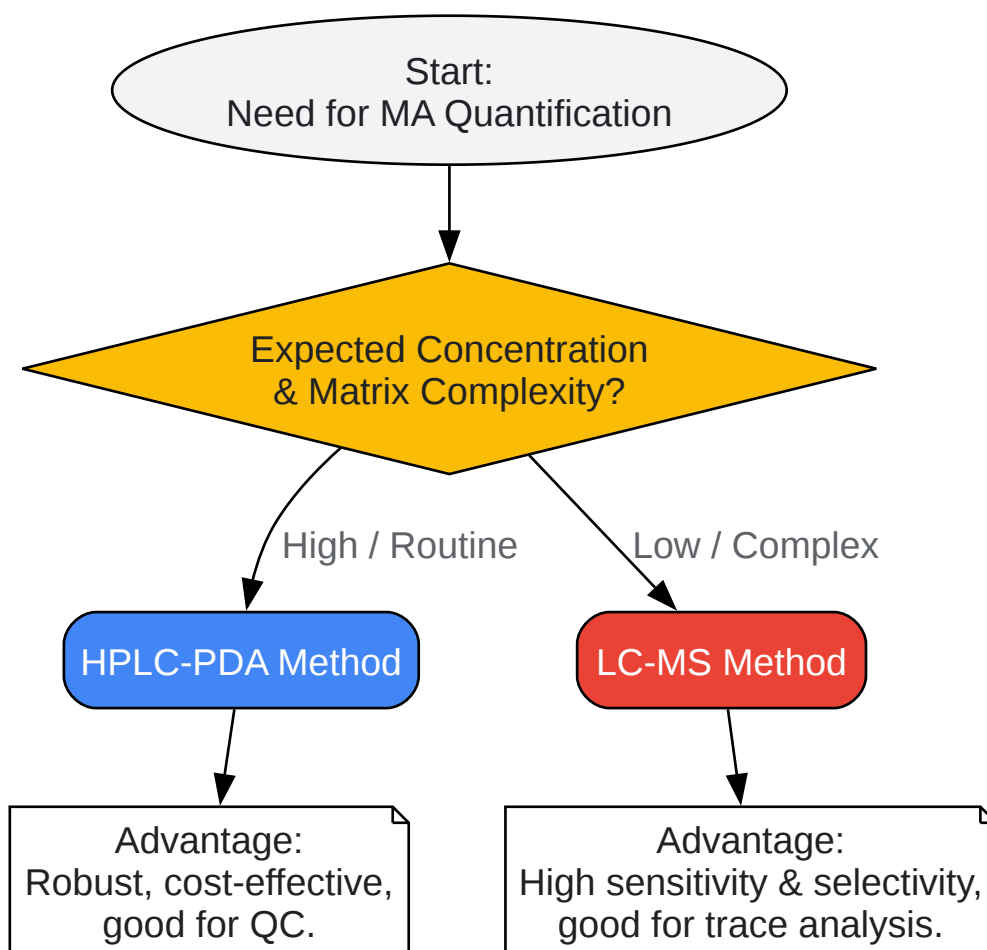 Start:
Need for MA Quantification
Expected Concentration
& Matrix Complexity?
High / Routine
Low / Complex
HPLC-PDA Method
LC-MS Method
Advantage:
Robust, cost-effective,
good for QC.
Advantage:
High sensitivity & selectivity,
good for trace analysis.